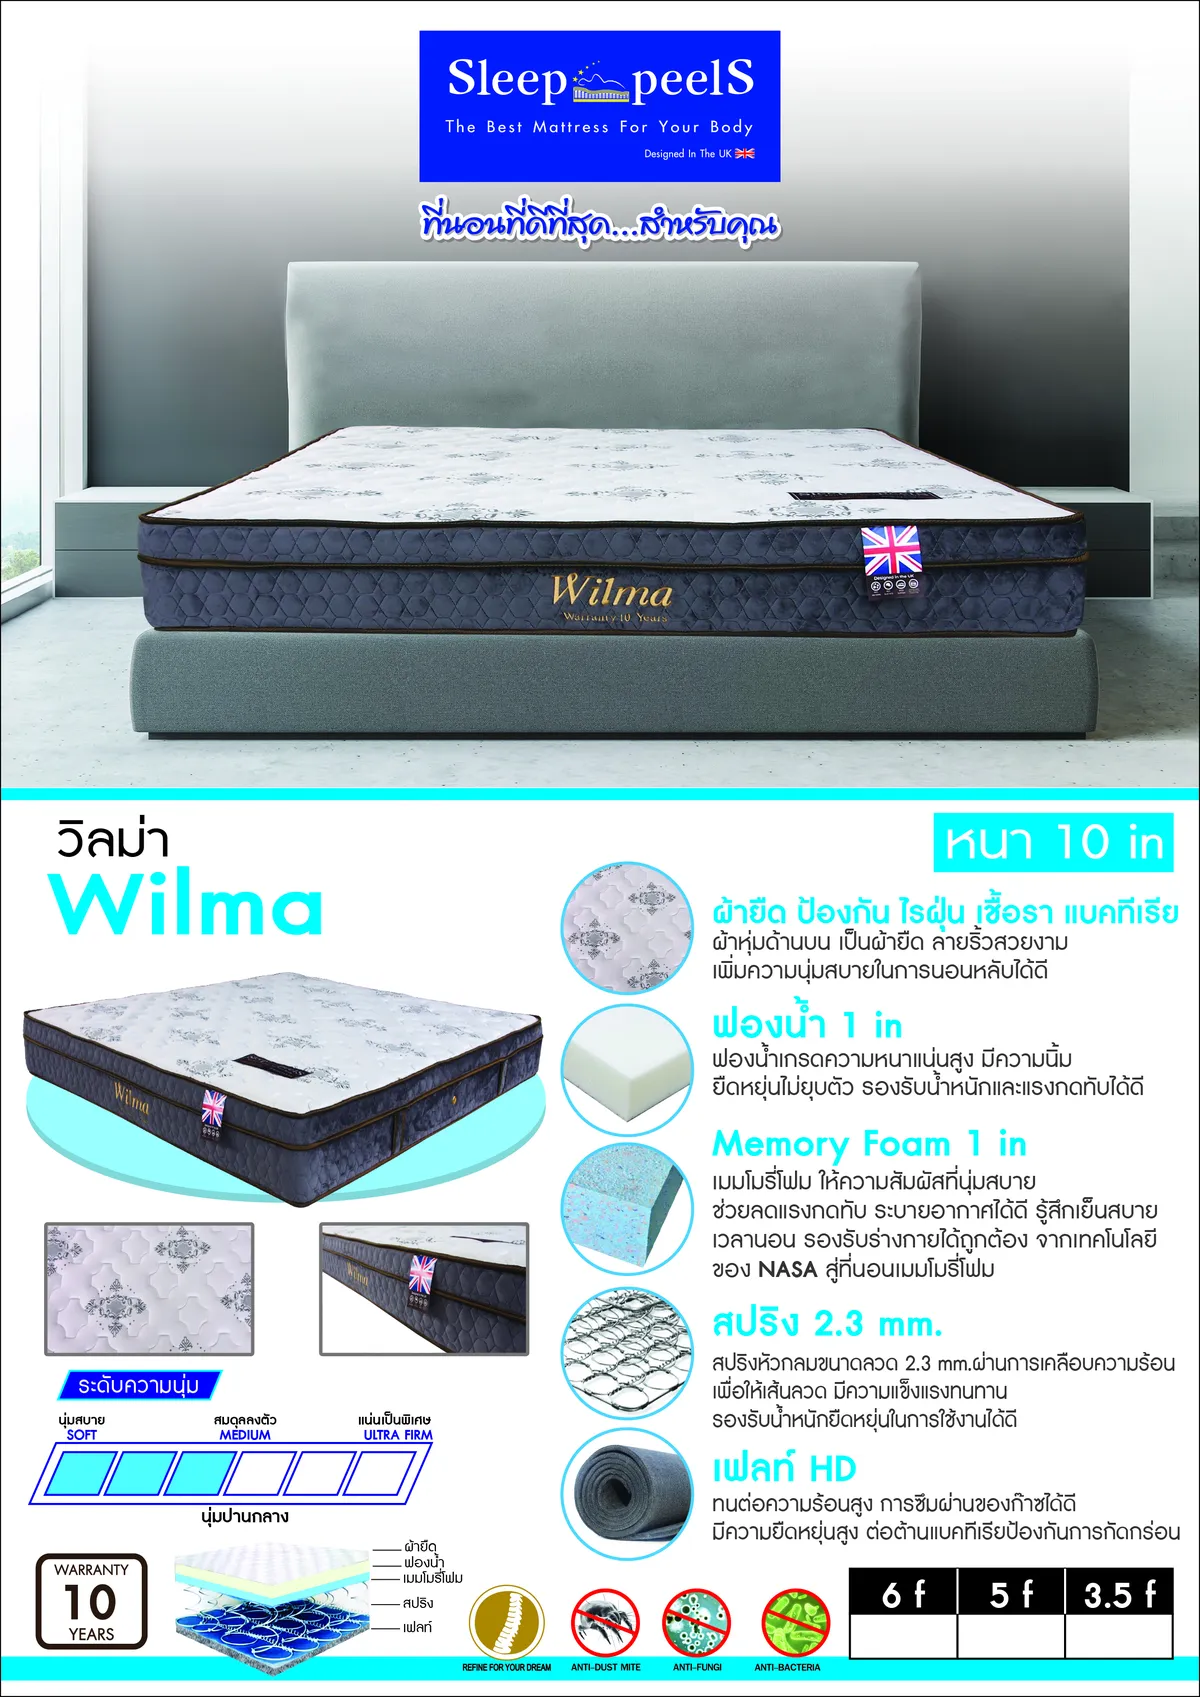 Sleep peelS
The Best Mattress For Your Body
Designed In The UK
ที่นอนที่ดีที่สุด...สำหรับคุณ
Designed in the UK
Wilma
Warranty 10 Years
วิลม่า
Wilma
หนา 10 in
ผ้ายืด ป้องกัน ไรฝุ่น เชื้อรา แบคทีเรีย
ผ้าหุ่มด้านบน เป็นผ้ายืด ลายริ้วสวยงาม
เพิ่มความนุ่มสบายในการนอนหลับได้ดี
ฟองน้ำ 1 in
ฟองน้ำเกรดความหนาแน่นสูง มีความนิ้ม
ยืดหยุ่นไม่ยุบตัว รองรับน้ำหนักและแรงกดทับได้ดี
Memory Foam 1 in
เมมโมรี่โฟม ให้ความสัมผัสที่นุ่มสบาย
ช่วยลดแรงกดทับ ระบายอากาศได้ดี รู้สึกเย็นสบาย
เวลานอน รองรับร่างกายได้ถูกต้อง จากเทคโนโลยี
ของ NASA สู่ที่นอนเมมโมรี่โฟม
สปริง 2.3 mm.
สปริงหัวกลมขนาดลวด 2.3 mm.ผ่านการเคลือบความร้อน
เพื่อให้เส้นลวด มีความแข็งแรงทนทาน
รองรับน้ำหนักยืดหยุ่นในการใช้งานได้ดี
เฟลท์ HD
ทนต่อความร้อนสูง การซึมผ่านของก๊าซได้ดี
มีความยืดหยุ่นสูง ต่อต้านแบคทีเรียป้องกันการกัดกร่อน
Wilma
Wilma
ระดับความนุ่ม
นุ่มสบาย สมดุลลงตัว แน่นเป็นพิเศษ
SOFT MEDIUM ULTRA FIRM
นุ่มปานกลาง
WARRANTY
10
YEARS
ผ้ายืด
ฟองน้ำ
เมมโมรี่โฟม
สปริง
เฟลท์
REFINE FOR YOUR DREAM
ANTI-DUST MITE
ANTI-FUNGI
ANTI-BACTERIA
6 f 5 f 3.5 f